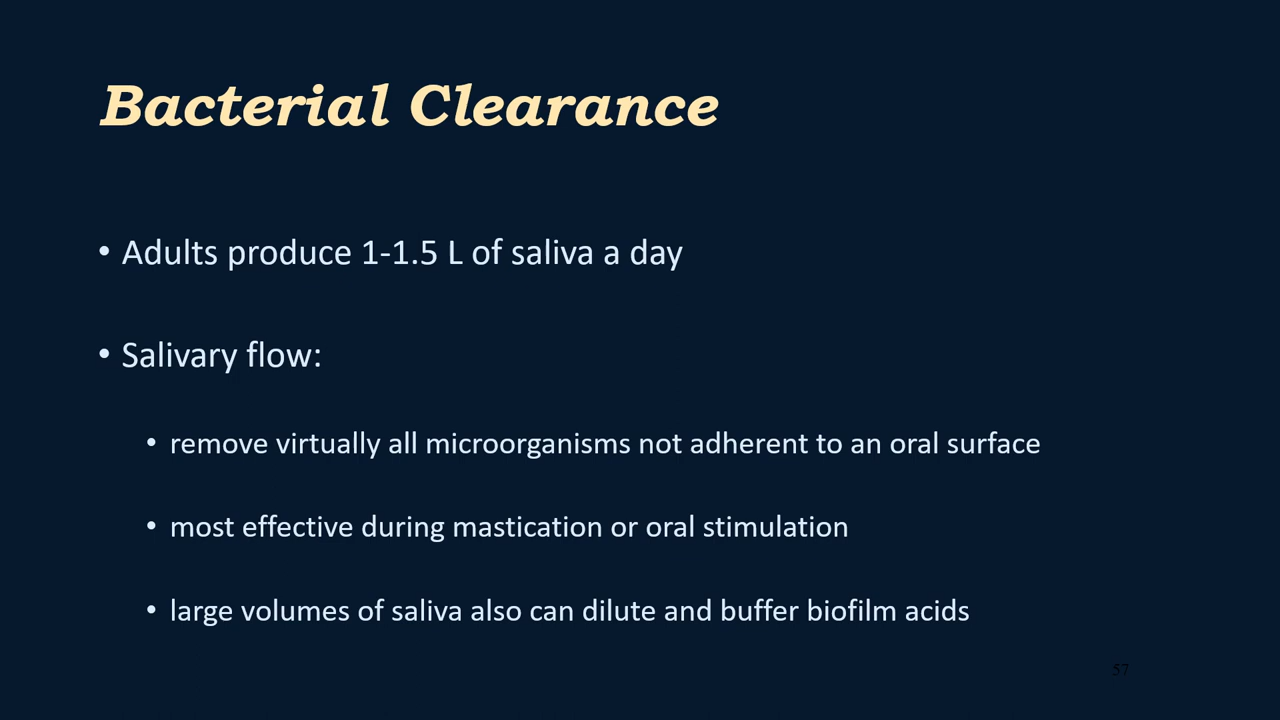 Bacterial Clearance
• Adults produce 1-1.5 L of saliva a day
• Salivary flow:
• remove virtually all microorganisms not adherent to an oral surface
• most effective during mastication or oral stimulation
• large volumes of saliva also can dilute and buffer biofilm acids
57